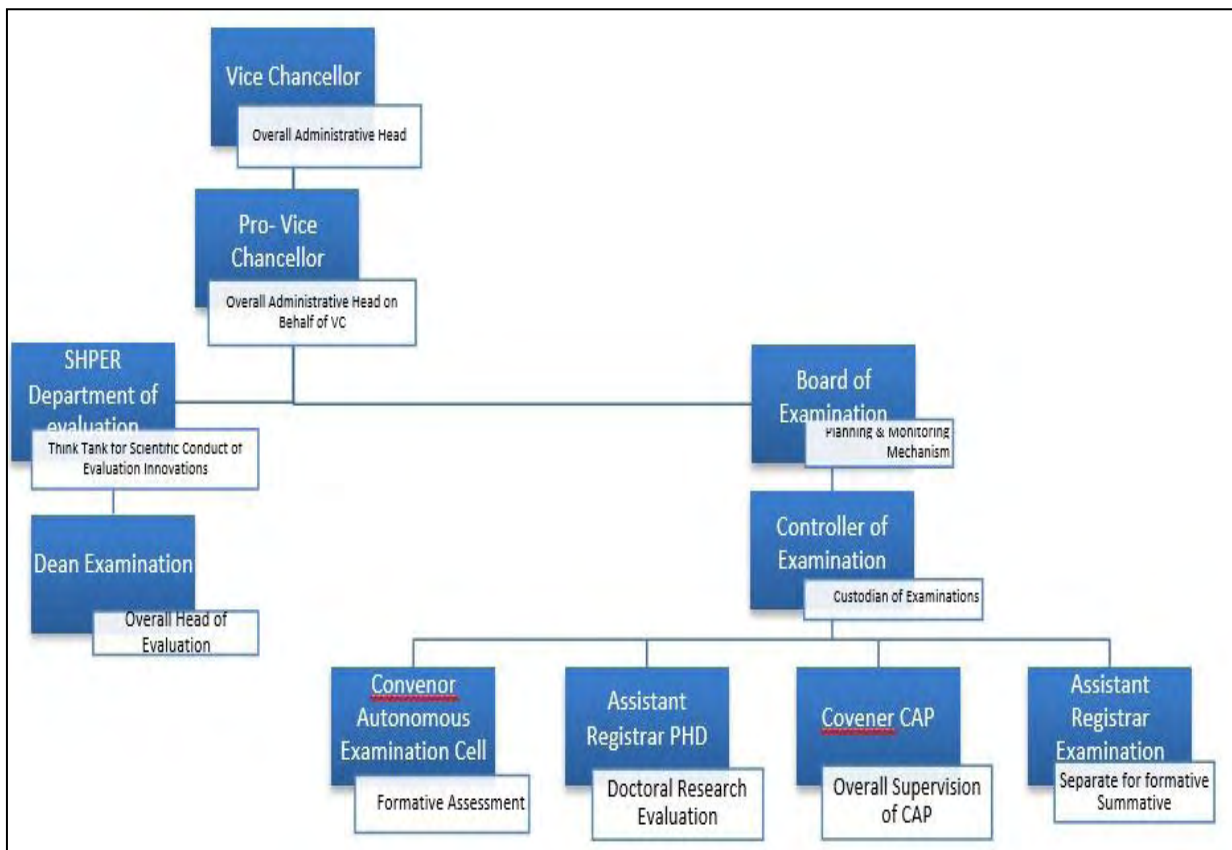 Vice Chancellor
Overall Administrative Head
Pro- Vice
Chancellor
Overall Administrative Head on
Behalf of VC
SHPER
Department of
evaluation
Think Tank for Scientific Conduct of
Evaluation Innovations
Dean Examination
Overall Head of
Evaluation
Board of
Examination
Planning & Monitoring
Mechanism
Controller of
Examination
Custodian of Examinations
Convenor
Autonomous
Examination Cell
Formative Assessment
Assistant
Registrar PHD
Doctoral Research
Evaluation
Covener CAP
Overall Supervision
of CAP
Assistant
Registrar
Examination
Separate for formative
Summative